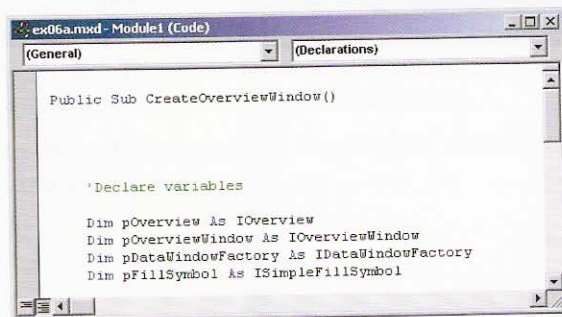 ex06a.mxd - Module1 (Code)
(General) (Declarations)
Public Sub CreateOverviewWindow()
'Declare variables
Dim pOverview As IOverview
Dim pOverviewWindow As IOverviewWindow
Dim pDataWindowFactory As IDataWindowFactory
Dim pFillSymbol As ISimpleFillSymbol